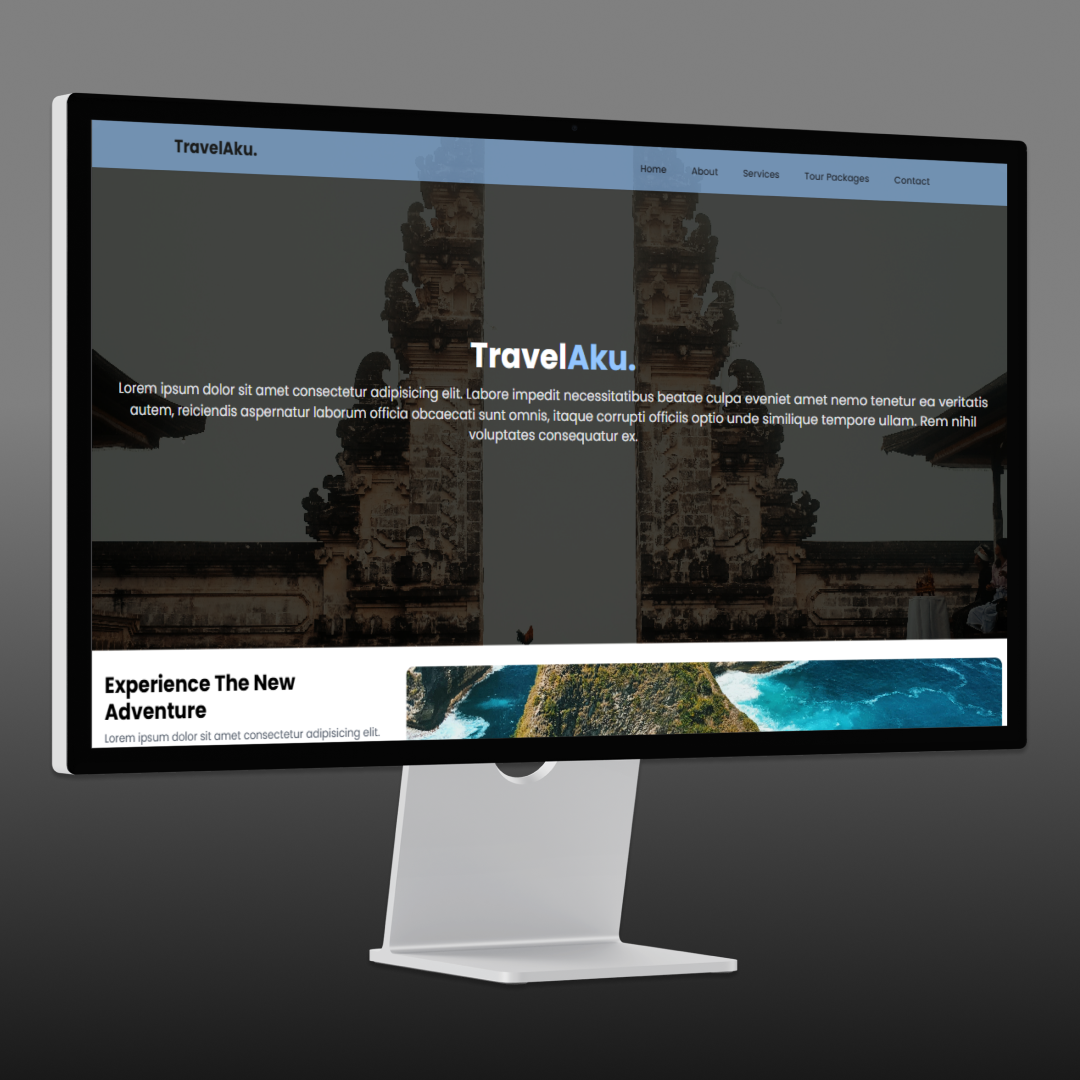 TravelAku.
Home About Services Tour Packages Contact
TravelAku.
Lorem ipsum dolor sit amet consectetur adipisicing elit. Labore impedit necessitatibus beatae culpa eveniet amet nemo tenetur ea veritatis
autem, reiciendis aspernatur laborum officia obcaecati sunt omnis, itaque corrupti officiis optio unde similique tempore ullam. Rem nihil
voluptates consequatur ex.
Experience The New
Adventure
Lorem ipsum dolor sit amet consectetur adipisicing elit.